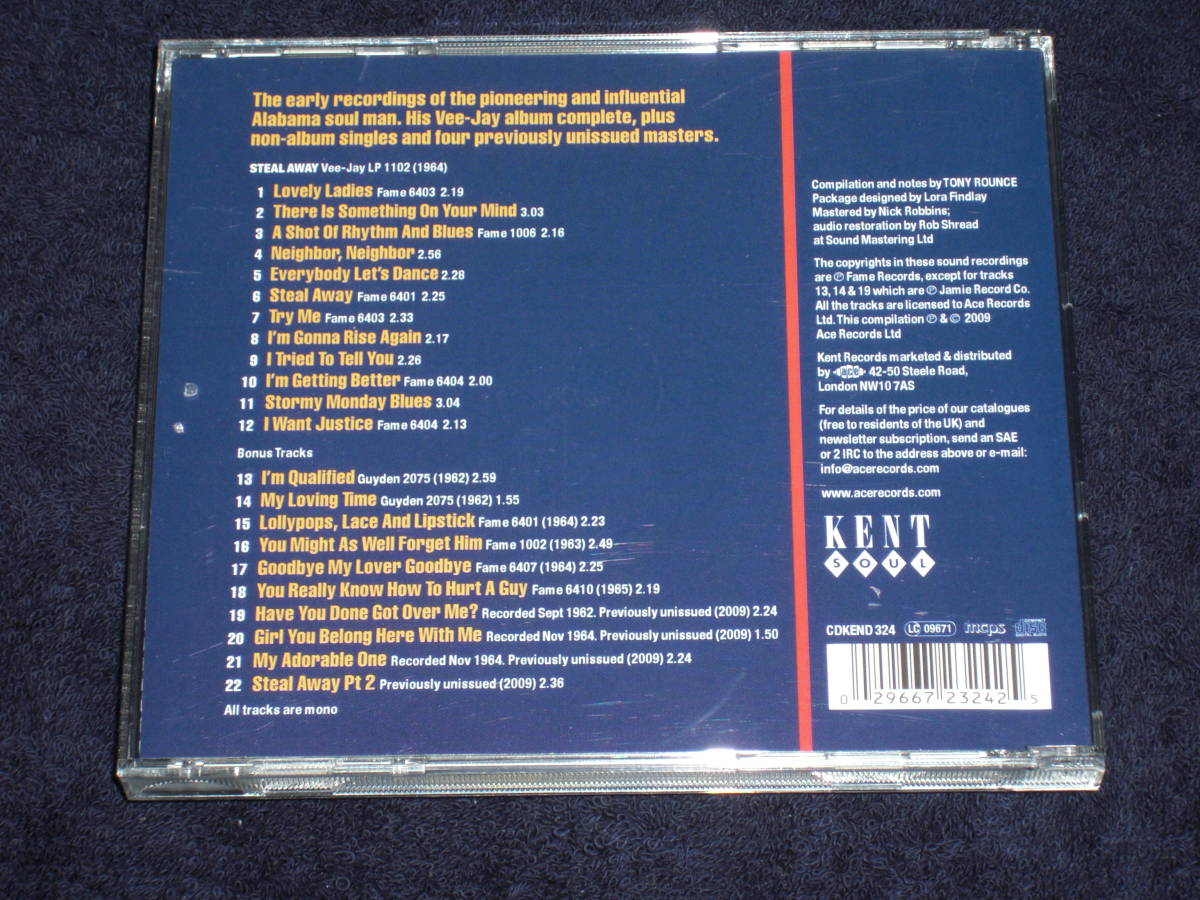 The early recordings of the pioneering and influential
Alabama soul man. His Vee-Jay album complete, plus
non-album singles and four previously unissued masters.
STEAL AWAY Vee-Jay LP 1102 (1964)
1 Lovely Ladies Fame 6403 2.19
2 There Is Something On Your Mind 3.03
3 A Shot Of Rhythm And Blues Fame 1006 2.16
4 Neighbor, Neighbor 2.56
5 Everybody Let's Dance 2.28
6 Steal Away Fame 6401 2.25
7 Try Me Fame 6403 2.33
8 I'm Gonna Rise Again 2.17
9 I Tried To Tell You 2.26
10 I'm Getting Better Fame 6404 2.00
11 Stormy Monday Blues 3.04
12 I Want Justice Fame 6404 2.13
Bonus Tracks
13 I'm Qualified Guyden 2075 (1962) 2.59
14 My Loving Time Guyden 2075 (1962) 1.55
15 Lollypops, Lace And Lipstick Fame 6401 (1964) 2.23
16 You Might As Well Forget Him Fame 1002 (1963) 2.49
17 Goodbye My Lover Goodbye Fame 6407 (1964) 2.25
18 You Really Know How To Hurt A Guy Fame 6410 (1965) 2.19
19 Have You Done Got Over Me? Recorded Sept 1962. Previously unissued (2009) 2.24
20 Girl You Belong Here With Me Recorded Nov 1964. Previously unissued (2009) 1.50
21 My Adorable One Recorded Nov 1964. Previously unissued (2009) 2.24
22 Steal Away Pt 2 Previously unissued (2009) 2.36
All tracks are mono
Compilation and notes by TONY ROUNCE
Package designed by Lora Findlay
Mastered by Nick Robbins;
audio restoration by Rob Shread
at Sound Mastering Ltd
The copyrights in these sound recordings
are ℗ Fame Records, except for tracks
13, 14 & 19 which are ℗ Jamie Record Co.
All the tracks are licensed to Ace Records
Ltd. This compilation ℗ & © 2009
Ace Records Ltd
Kent Records marketed & distributed
by ace 42-50 Steele Road,
London NW10 7AS
For details of the price of our catalogues
(free to residents of the UK) and
newsletter subscription, send an SAE
or 2 IRC to the address above or e-mail:
info@acerecords.com
www.acerecords.com
KENT
SOUL
CDKEND 324 LC 09671 mcps COMPACT disc DIGITAL AUDIO
0 29667 23242 5